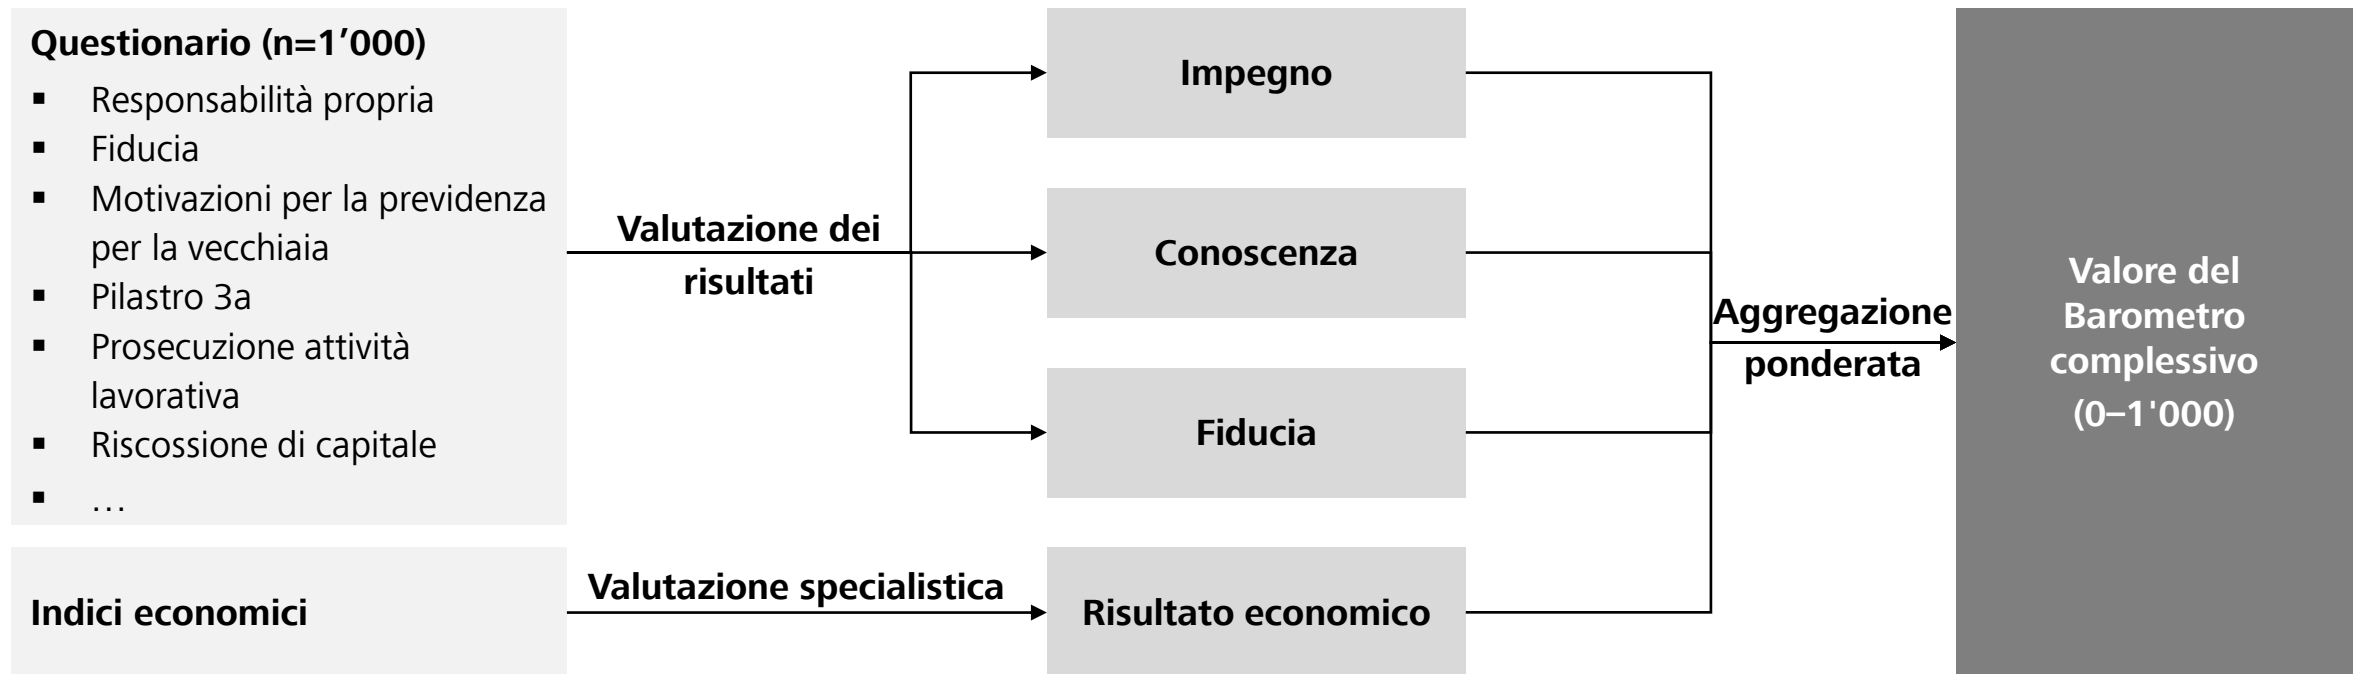 Questionario (n=1’000)
▪ Responsabilità propria
▪ Fiducia
▪ Motivazioni per la previdenza
per la vecchiaia
▪ Pilastro 3a
▪ Prosecuzione attività
lavorativa
▪ Riscossione di capitale
▪ …
Indici economici
Valutazione dei
risultati
Valutazione specialistica
Impegno
Conoscenza
Fiducia
Risultato economico
Aggregazione
ponderata
Valore del
Barometro
complessivo
(0–1'000)